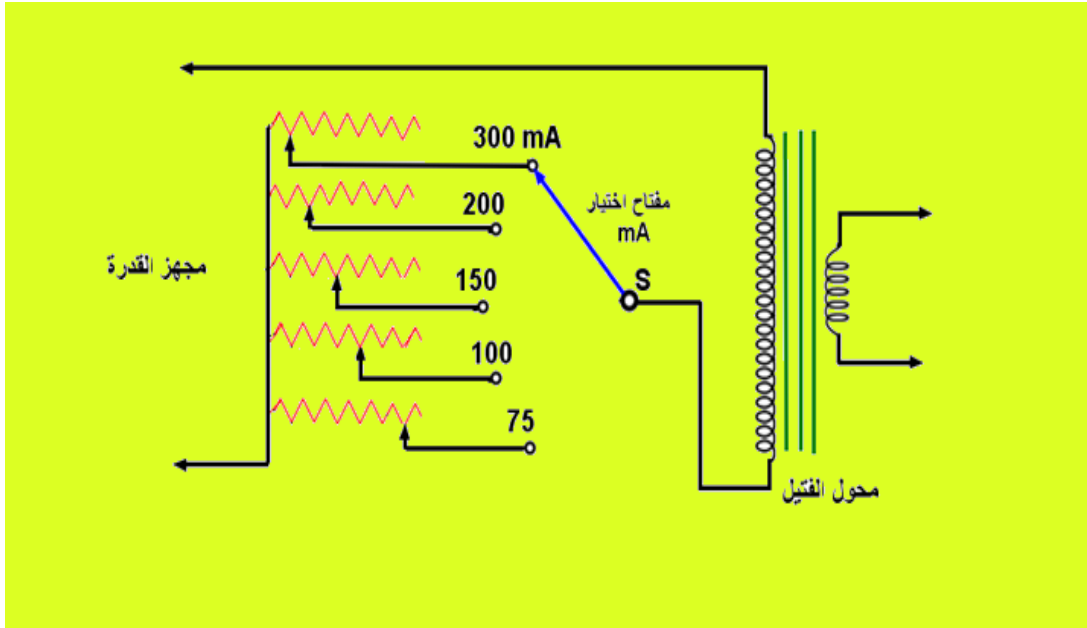 300 mA
200
150
100
75
مفتاح اختيار
mA
S
مجهز القدرة
محول الفتيل